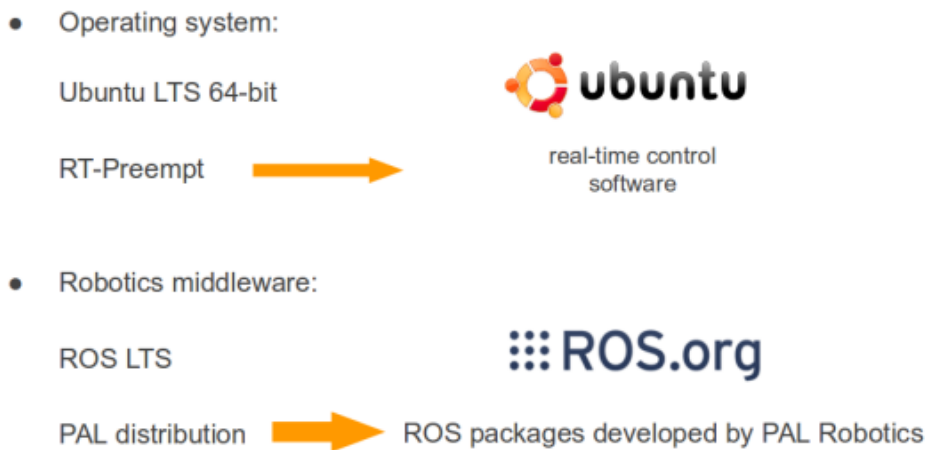 ● Operating system:
Ubuntu LTS 64-bit
ubuntu
RT-Preempt
real-time control
software
● Robotics middleware:
ROS LTS
ROS.org
PAL distribution
ROS packages developed by PAL Robotics